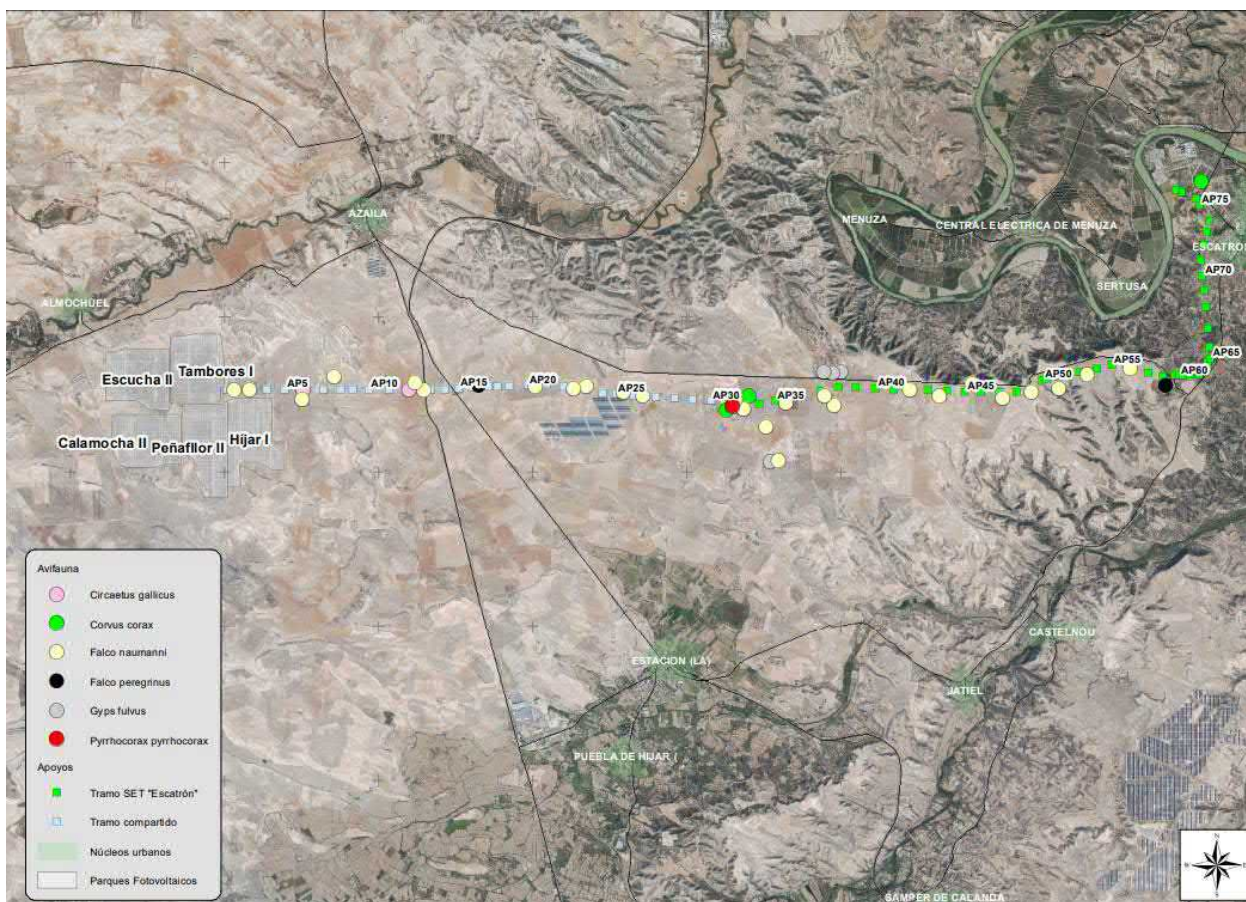 AZAILA
MENUZA
CENTRAL ELECTRICA DE MENUZA
AP75
ESCATRON
AP70
SERTUSA
ALMOCHUEL
Tambores I
Escucha II
AP5
AP10
AP15
AP20
AP25
AP30
AP35
AP40
AP45
AP50
AP55
AP60
AP65
Calamocha II
Peñafllor II
Híjar I
Avifauna
Circaetus gallicus
Corvus corax
Falco naumanni
Falco peregrinus
Gyps fulvus
Pyrrhocorax pyrrhocorax
Apoyos
Tramo SET "Escatrón"
Tramo compartido
Núcleos urbanos
Parques Fotovoltaicos
ESTACION (LA)
CASTELNOU
JATIEL
PUEBLA DE HIJAR (
SAMPER DE CALANDA
N
S